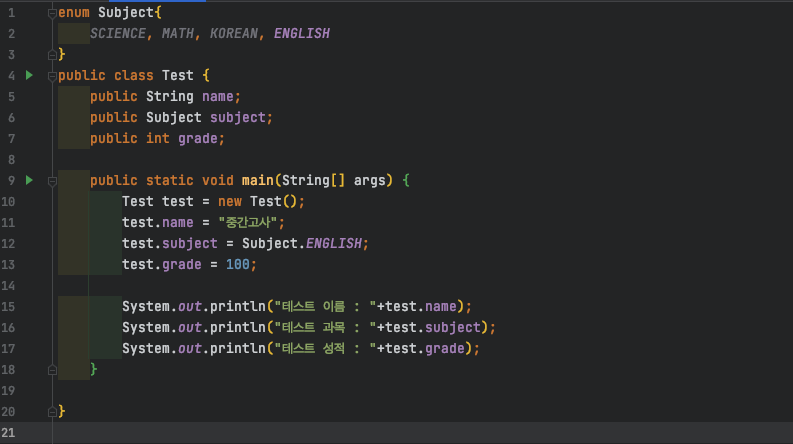 1 enum Subject{
2     SCIENCE, MATH, KOREAN, ENGLISH
3 }
4 public class Test {
5     public String name;
6     public Subject subject;
7     public int grade;
8
9     public static void main(String[] args) {
10         Test test = new Test();
11         test.name = "중간고사";
12         test.subject = Subject.ENGLISH;
13         test.grade = 100;
14
15         System.out.println("테스트 이름 : "+test.name);
16         System.out.println("테스트 과목 : "+test.subject);
17         System.out.println("테스트 성적 : "+test.grade);
18     }
19
20 }
21